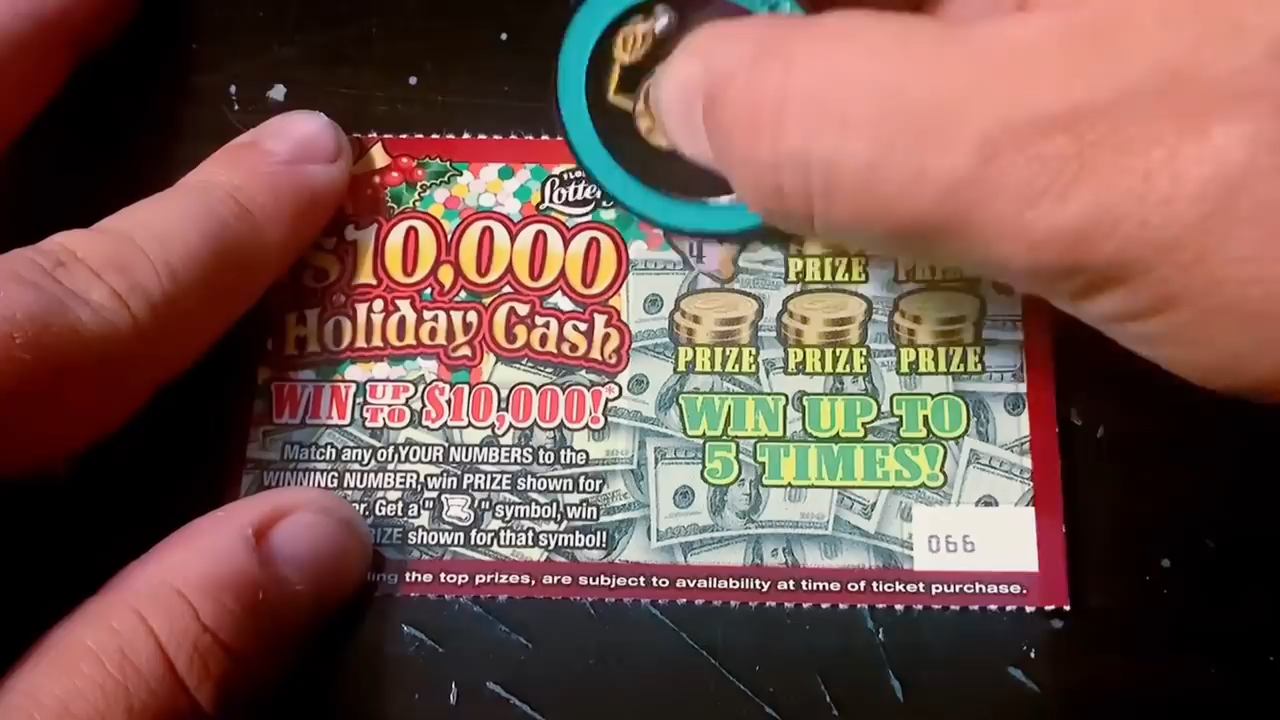 Lotte
$10,000
Holiday Cash
WIN UP TO $10,000!*
Match any of YOUR NUMBERS to the
WINNING NUMBER, win PRIZE shown for
Get a " " symbol, win
shown for that symbol!
the top prizes, are subject to availability at time of ticket purchase.
4
PRIZE
PRIZE PRIZE PRIZE
WIN UP TO
5 TIMES!
066